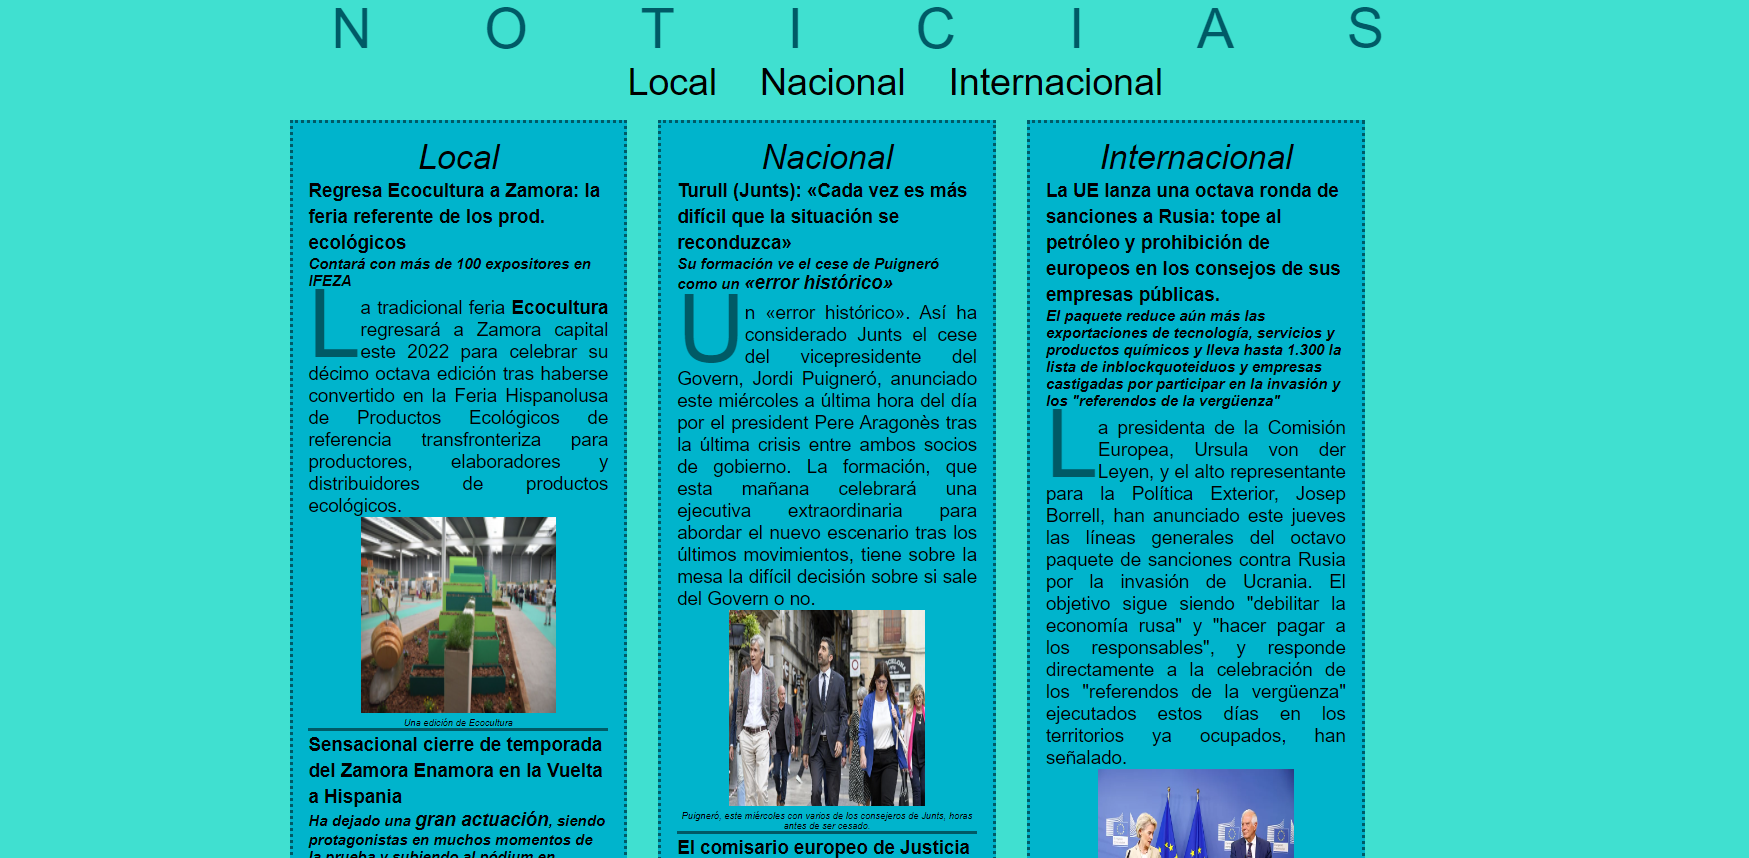 N O T I C I A S
Local Nacional Internacional
Local
Regresa Ecocultura a Zamora: la
feria referente de los prod.
ecológicos
Contará con más de 100 expositores en
IFEZA
La tradicional feria Ecocultura
regresará a Zamora capital
este 2022 para celebrar su
décimo octava edición tras haberse
convertido en la Feria Hispanolusa
de Productos Ecológicos de
referencia transfronteriza para
productores, elaboradores y
distribuidores de productos
ecológicos.
Una edición de Ecocultura
Sensacional cierre de temporada
del Zamora Enamora en la Vuelta
a Hispania
Ha dejado una gran actuación, siendo
protagonistas en muchos momentos de
la prueba y subiendo al pódium en
Nacional
Turull (Junts): «Cada vez es más
difícil que la situación se
reconduzca»
Su formación ve el cese de Puigneró
como un «error histórico»
Un «error histórico». Así ha
considerado Junts el cese
del vicepresidente del
Govern, Jordi Puigneró, anunciado
este miércoles a última hora del día
por el president Pere Aragonès tras
la última crisis entre ambos socios
de gobierno. La formación, que
esta mañana celebrará una
ejecutiva extraordinaria para
abordar el nuevo escenario tras los
últimos movimientos, tiene sobre la
mesa la difícil decisión sobre si sale
del Govern o no.
Puigneró, este miércoles con varios de los consejeros de Junts, horas
antes de ser cesado.
El comisario europeo de Justicia
Internacional
La UE lanza una octava ronda de
sanciones a Rusia: tope al
petróleo y prohibición de
europeos en los consejos de sus
empresas públicas.
El paquete reduce aún más las
exportaciones de tecnología, servicios y
productos químicos y lleva hasta 1.300 la
lista de inblockquoteiduos y empresas
castigadas por participar en la invasión y
los "referendos de la vergüenza"
La presidenta de la Comisión
Europea, Ursula von der
Leyen, y el alto representante
para la Política Exterior, Josep
Borrell, han anunciado este jueves
las líneas generales del octavo
paquete de sanciones contra Rusia
por la invasión de Ucrania. El
objetivo sigue siendo "debilitar la
economía rusa" y "hacer pagar a
los responsables", y responde
directamente a la celebración de
los "referendos de la vergüenza"
ejecutados estos días en los
territorios ya ocupados, han
señalado.